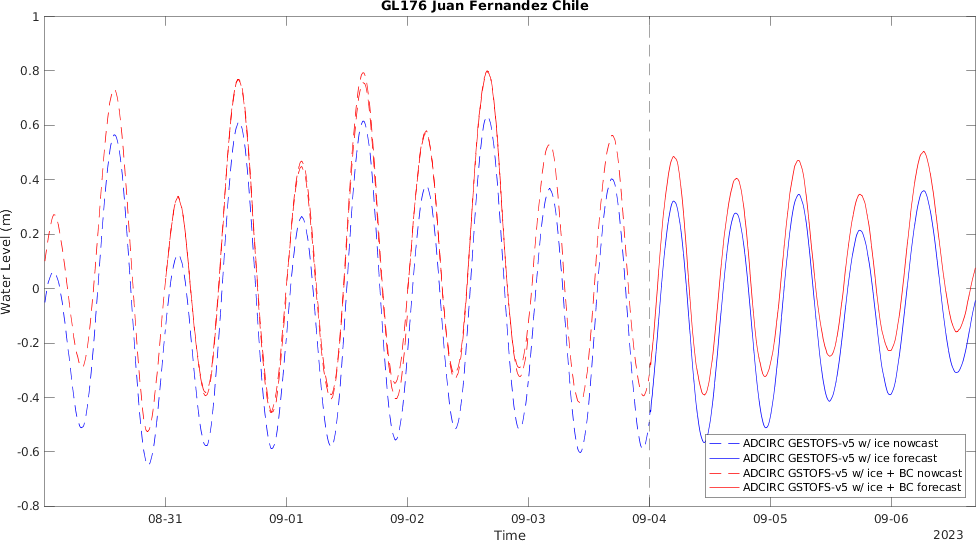 GL176 Juan Fernandez Chile
1
0.8
0.6
0.4
0.2
0
-0.2
-0.4
-0.6
-0.8
Water Level (m)
08-31
09-01
09-02
09-03
09-04
09-05
09-06
Time
2023
ADCIRC GESTOFS-v5 w/ ice nowcast
ADCIRC GESTOFS-v5 w/ ice forecast
ADCIRC GSTOFS-v5 w/ ice + BC nowcast
ADCIRC GSTOFS-v5 w/ ice + BC forecast